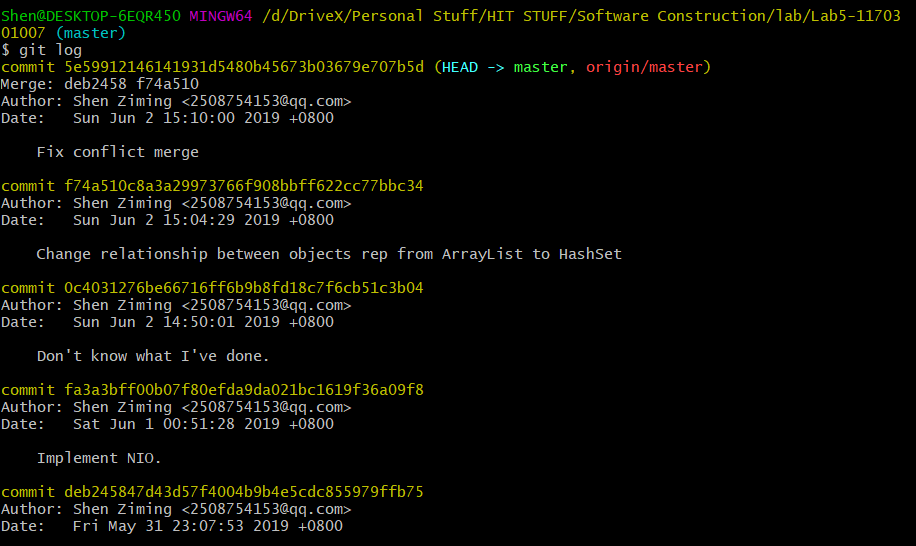 Shen@DESKTOP-6EQR450 MINGW64 /d/DriveX/Personal Stuff/HIT STUFF/Software Construction/lab/Lab5-11703
01007 (master)
$ git log
commit 5e59912146141931d5480b45673b03679e707b5d (HEAD -> master, origin/master)
Merge: deb2458 f74a510
Author: Shen Ziming <2508754153@qq.com>
Date:   Sun Jun 2 15:10:00 2019 +0800

    Fix conflict merge

commit f74a510c8a3a29973766f908bbff622cc77bbc34
Author: Shen Ziming <2508754153@qq.com>
Date:   Sun Jun 2 15:04:29 2019 +0800

    Change relationship between objects rep from ArrayList to HashSet

commit 0c4031276be66716ff6b9b8fd18c7f6cb51c3b04
Author: Shen Ziming <2508754153@qq.com>
Date:   Sun Jun 2 14:50:01 2019 +0800

    Don't know what I've done.

commit fa3a3bff00b07f80efda9da021bc1619f36a09f8
Author: Shen Ziming <2508754153@qq.com>
Date:   Sat Jun 1 00:51:28 2019 +0800

    Implement NIO.

commit deb245847d43d57f4004b9b4e5cdc855979ffb75
Author: Shen Ziming <2508754153@qq.com>
Date:   Fri May 31 23:07:53 2019 +0800